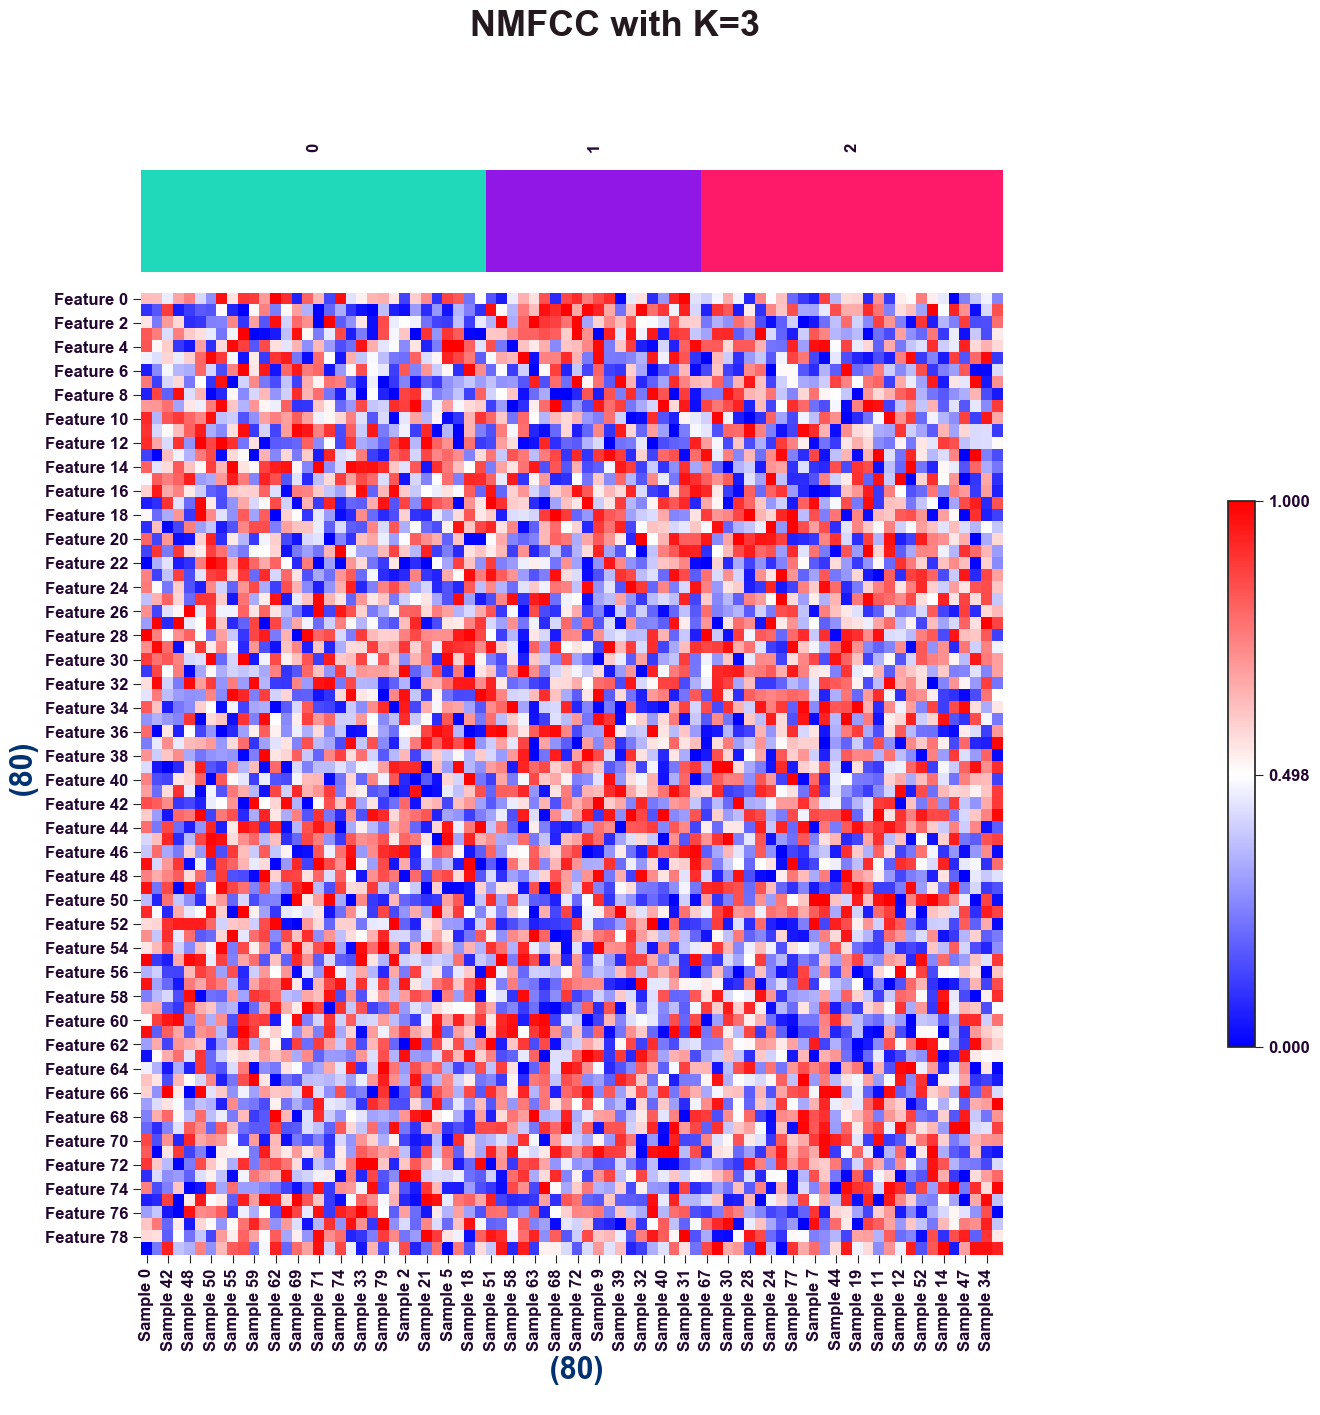 NMFCC with K=3
0
1
2
Feature 0
Feature 2
Feature 4
Feature 6
Feature 8
Feature 10
Feature 12
Feature 14
Feature 16
Feature 18
Feature 20
Feature 22
Feature 24
Feature 26
Feature 28
Feature 30
Feature 32
Feature 34
Feature 36
Feature 38
Feature 40
Feature 42
Feature 44
Feature 46
Feature 48
Feature 50
Feature 52
Feature 54
Feature 56
Feature 58
Feature 60
Feature 62
Feature 64
Feature 66
Feature 68
Feature 70
Feature 72
Feature 74
Feature 76
Feature 78
(80)
1.000
0.498
0.000
Sample 0
Sample 42
Sample 48
Sample 50
Sample 55
Sample 59
Sample 62
Sample 69
Sample 71
Sample 74
Sample 33
Sample 79
Sample 2
Sample 21
Sample 5
Sample 18
Sample 51
Sample 58
Sample 63
Sample 68
Sample 72
Sample 9
Sample 39
Sample 32
Sample 40
Sample 31
Sample 67
Sample 30
Sample 28
Sample 24
Sample 77
Sample 7
Sample 44
Sample 19
Sample 11
Sample 12
Sample 52
Sample 14
Sample 47
Sample 34
(80)